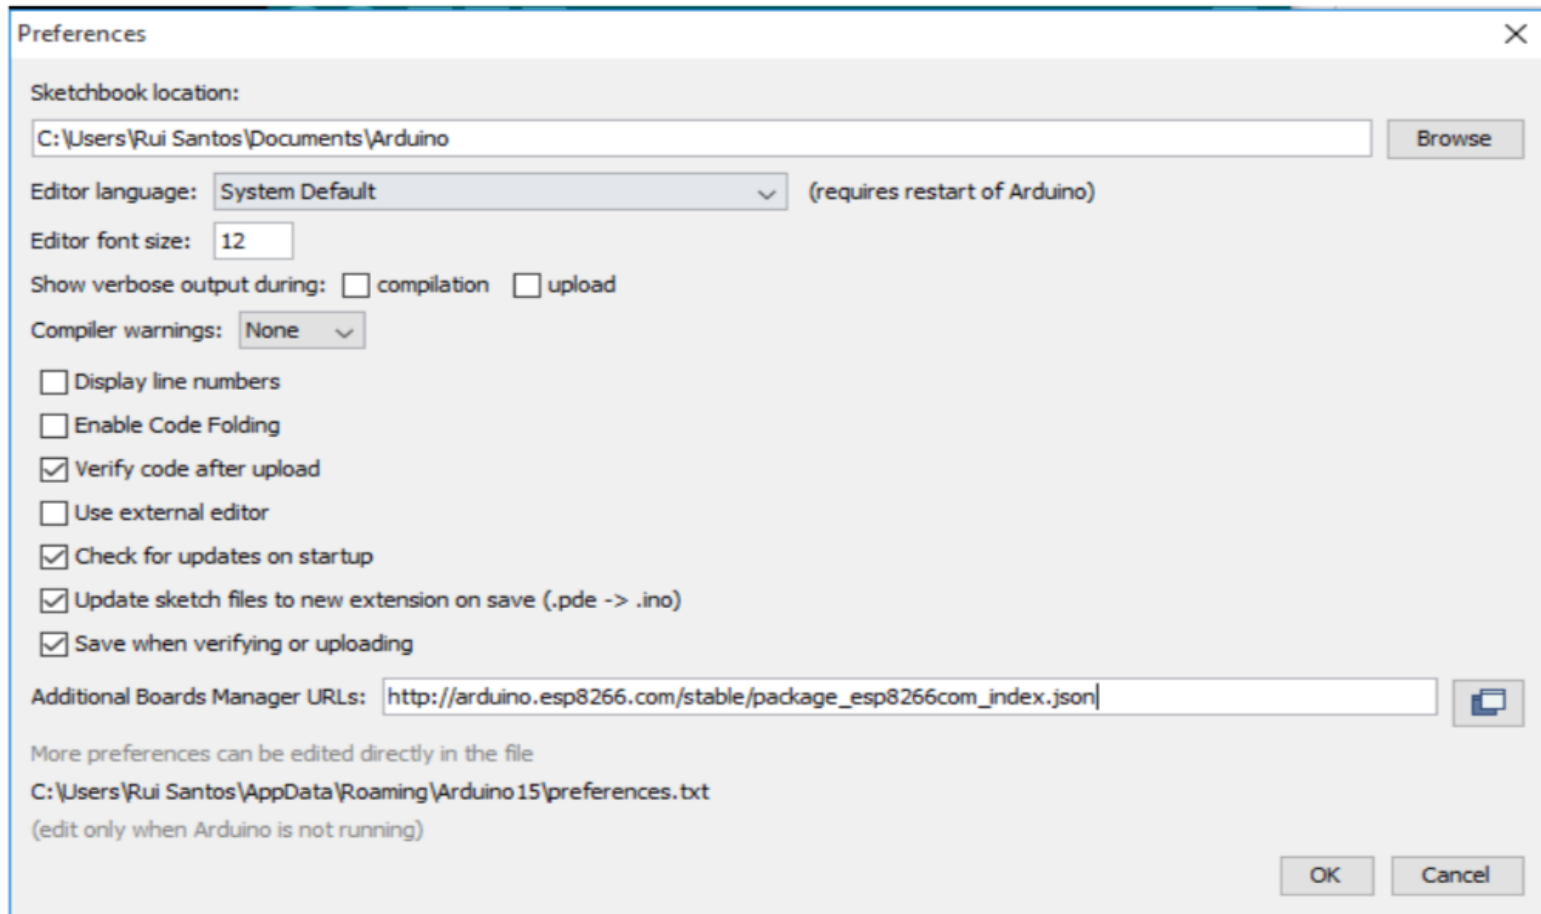 Preferences
Sketchbook location:
C:\Users\Rui Santos\Documents\Arduino Browse
Editor language: System Default (requires restart of Arduino)
Editor font size: 12
Show verbose output during: compilation upload
Compiler warnings: None
Display line numbers
Enable Code Folding
Verify code after upload
Use external editor
Check for updates on startup
Update sketch files to new extension on save (.pde -> .ino)
Save when verifying or uploading
Additional Boards Manager URLs: http://arduino.esp8266.com/stable/package_esp8266com_index.json
More preferences can be edited directly in the file
C:\Users\Rui Santos\AppData\Roaming\Arduino15\preferences.txt
(edit only when Arduino is not running)
OK Cancel